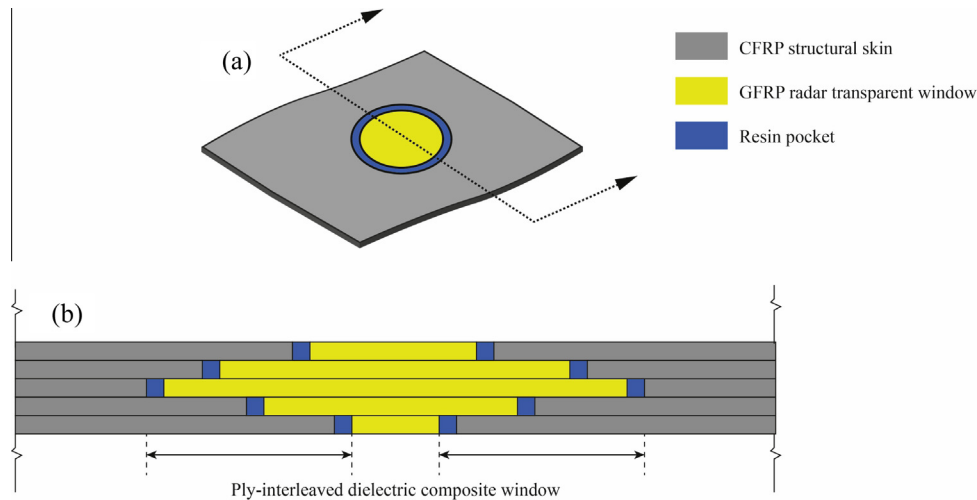 (a)
CFRP structural skin
GFRP radar transparent window
Resin pocket
(b)
Ply-interleaved dielectric composite window